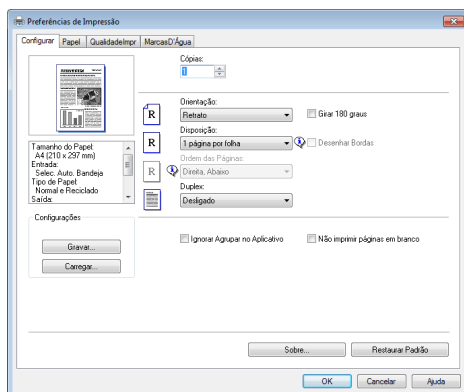 Preferências de Impressão
Configurar Papel QualidadeImpr MarcasD'Água
Cópias:
1
Orientação:
R Retrato
Girar 180 graus
Disposição:
R 1 página por folha
Desenhar Bordas
Ordem das Páginas:
R Direita, Abaixo
Duplex:
Desligado
Tamanho do Papel:
A4 (210 x 297 mm)
Entrada:
Selec. Auto. Bandeja
Tipo de Papel:
Normal e Reciclado
Saída:
Configurações
Gravar...
Carregar...
Ignorar Agrupar no Aplicativo
Não imprimir páginas em branco
Sobre...
Restaurar Padrão
OK
Cancelar
Ajuda